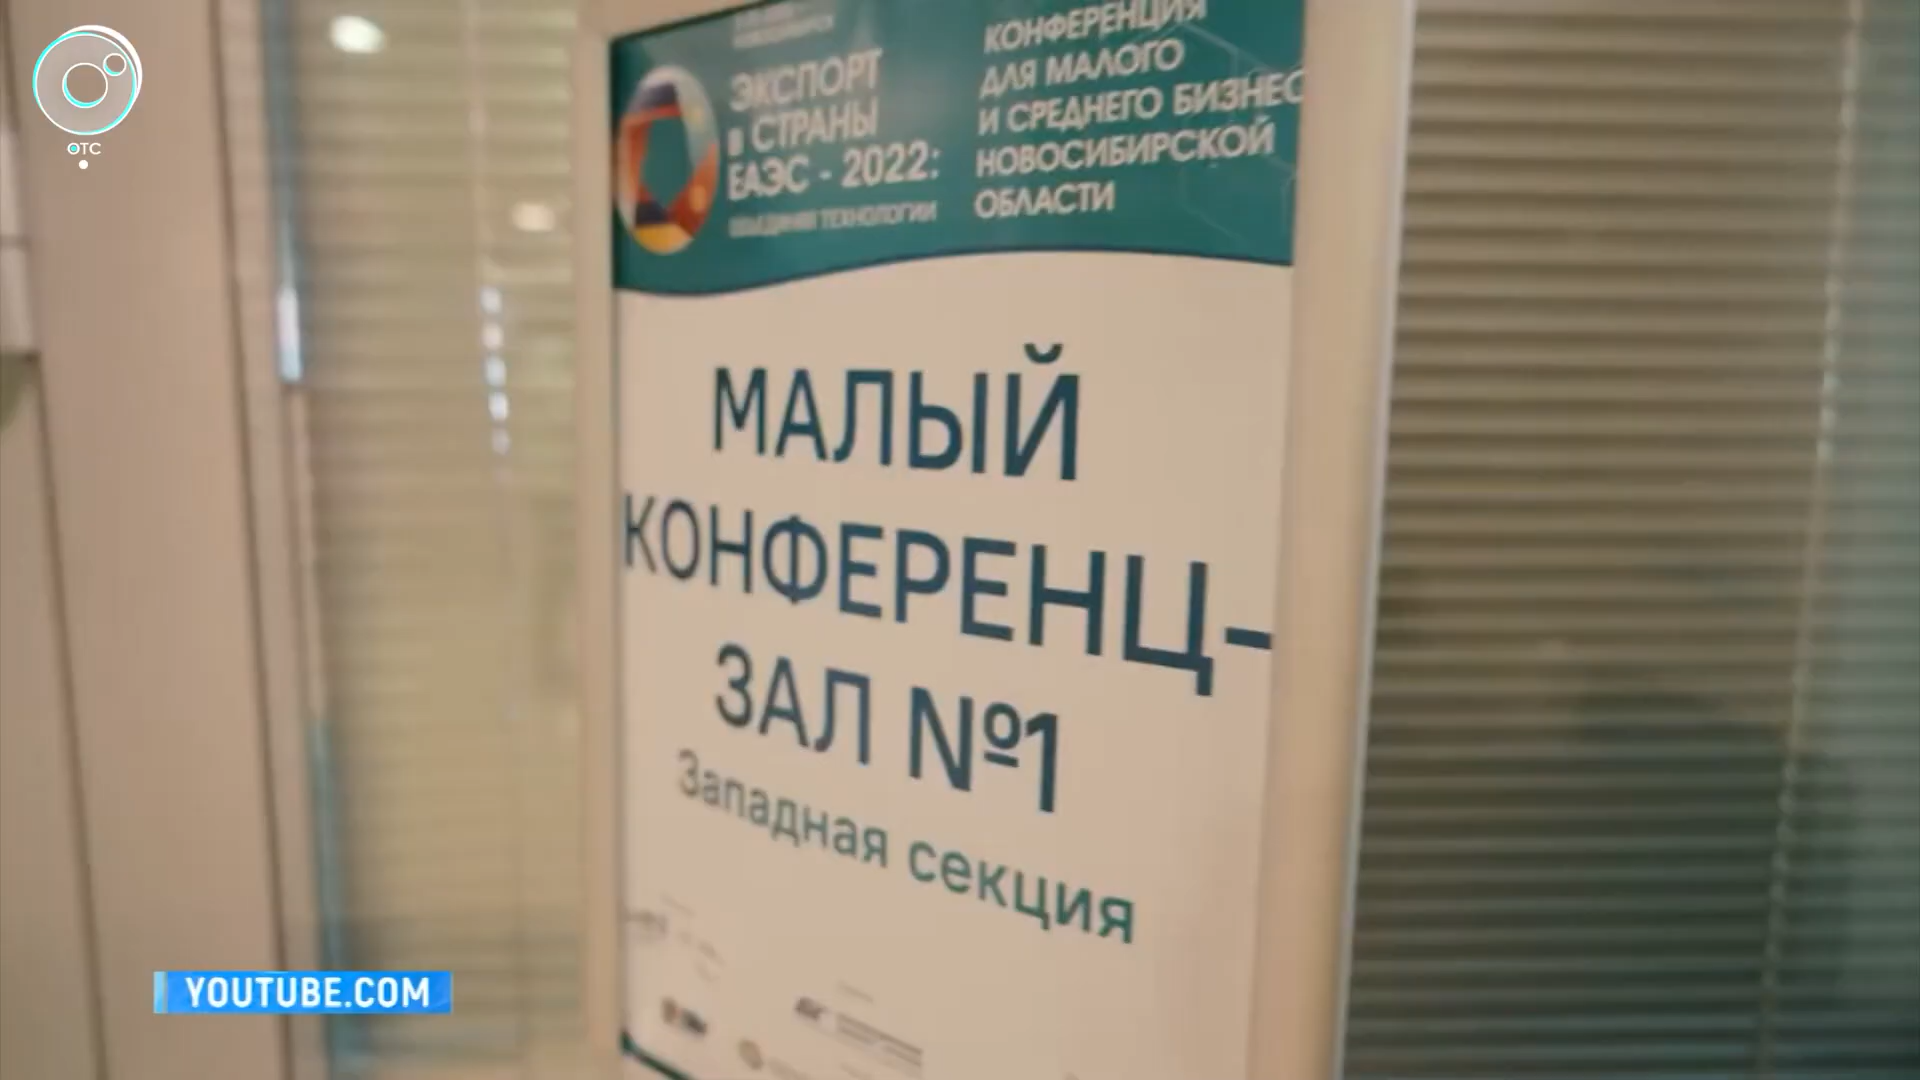 ОТС
ЭКСПОРТ
в СТРАНЫ
ЕАЭС - 2022:
ТЕХНОЛОГИИ
КОНФЕРЕНЦИЯ
ДЛЯ МАЛОГО
И СРЕДНЕГО БИЗНЕС
НОВОСИБИРСКОЙ
ОБЛАСТИ
МАЛЫЙ
КОНФЕРЕНЦ-
ЗАЛ №1
Западная секция
YOUTUBE.COM